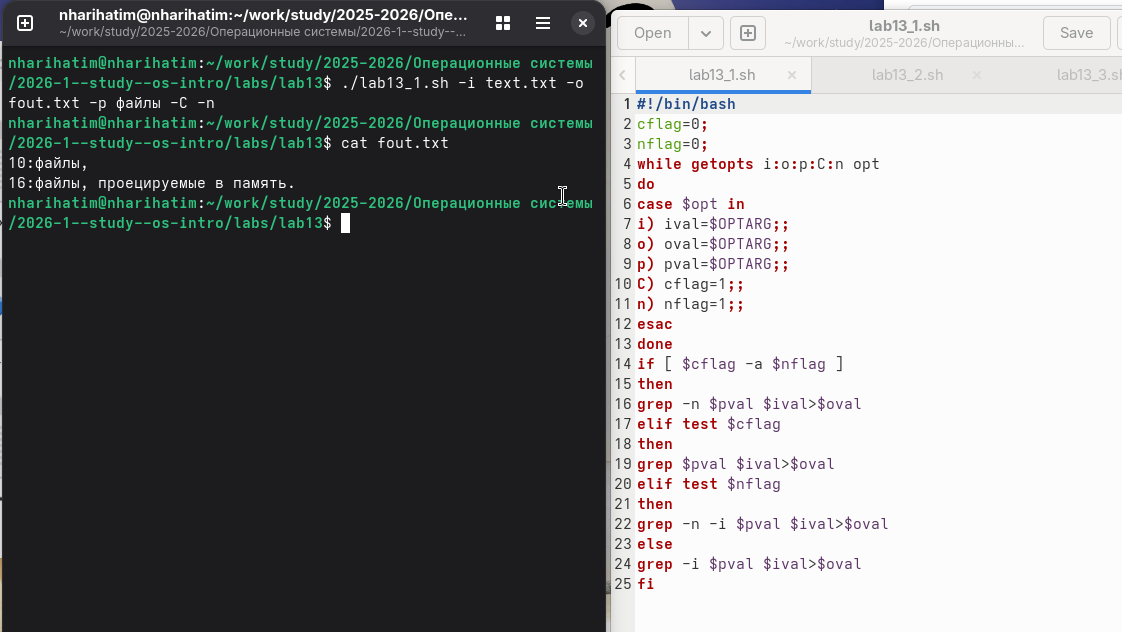 nharihatim@nharihatim:~/work/study/2025-2026/Опе...
~/work/study/2025-2026/Операционные системы/2026-1--study--...
nharihatim@nharihatim:~/work/study/2025-2026/Операционные системы
/2026-1--study--os-intro/labs/lab13$ ./lab13_1.sh -i text.txt -o
fout.txt -p файлы -C -n
nharihatim@nharihatim:~/work/study/2025-2026/Операционные системы
/2026-1--study--os-intro/labs/lab13$ cat fout.txt
10:файлы,
16:файлы, проецируемые в память.
nharihatim@nharihatim:~/work/study/2025-2026/Операционные системы
/2026-1--study--os-intro/labs/lab13$
Open
lab13_1.sh
~/work/study/2025-2026/Операционны...
Save
lab13_1.sh
lab13_2.sh
lab13_3.sh
1 #!/bin/bash
2 cflag=0;
3 nflag=0;
4 while getopts i:o:p:C:n opt
5 do
6 case $opt in
7 i) ival=$OPTARG;;
8 o) oval=$OPTARG;;
9 p) pval=$OPTARG;;
10 C) cflag=1;;
11 n) nflag=1;;
12 esac
13 done
14 if [ $cflag -a $nflag ]
15 then
16 grep -n $pval $ival>$oval
17 elif test $cflag
18 then
19 grep $pval $ival>$oval
20 elif test $nflag
21 then
22 grep -n -i $pval $ival>$oval
23 else
24 grep -i $pval $ival>$oval
25 fi